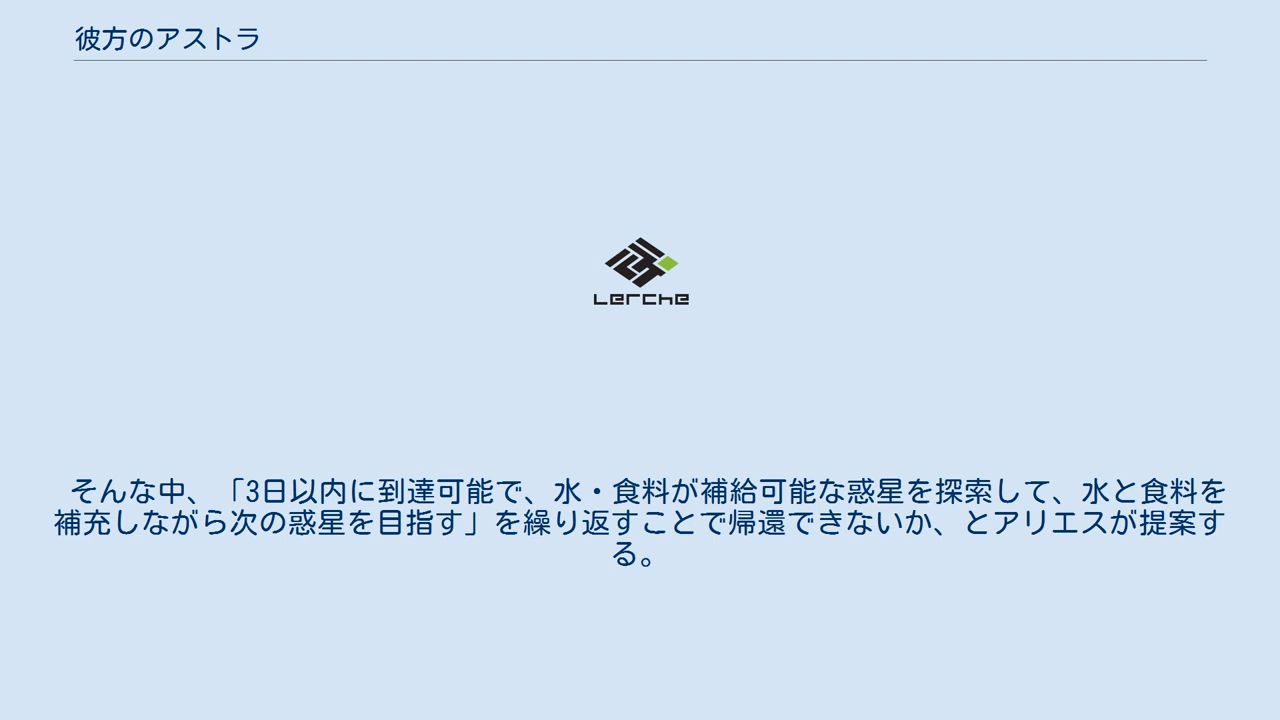 彼方のアストラ
Lerche
そんな中、「3日以内に到達可能で、水・食料が補給可能な惑星を探索して、水と食料を
補充しながら次の惑星を目指す」を繰り返すことで帰還できないか、とアリエスが提案す
る。